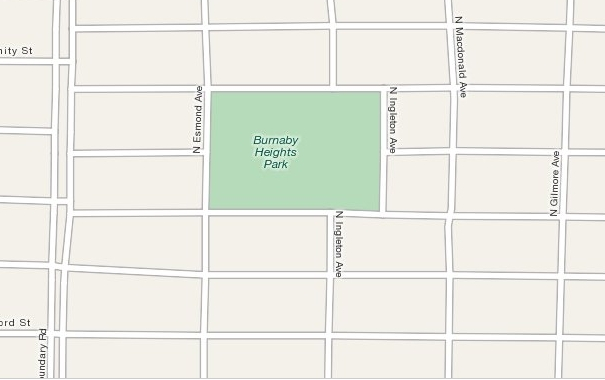 nity St
N Macdonald Ave
N Esmond Ave
N Ingleton Ave
Burnaby
Heights
Park
N Gilmore Ave
N Ingleton Ave
ord St
undary Rd